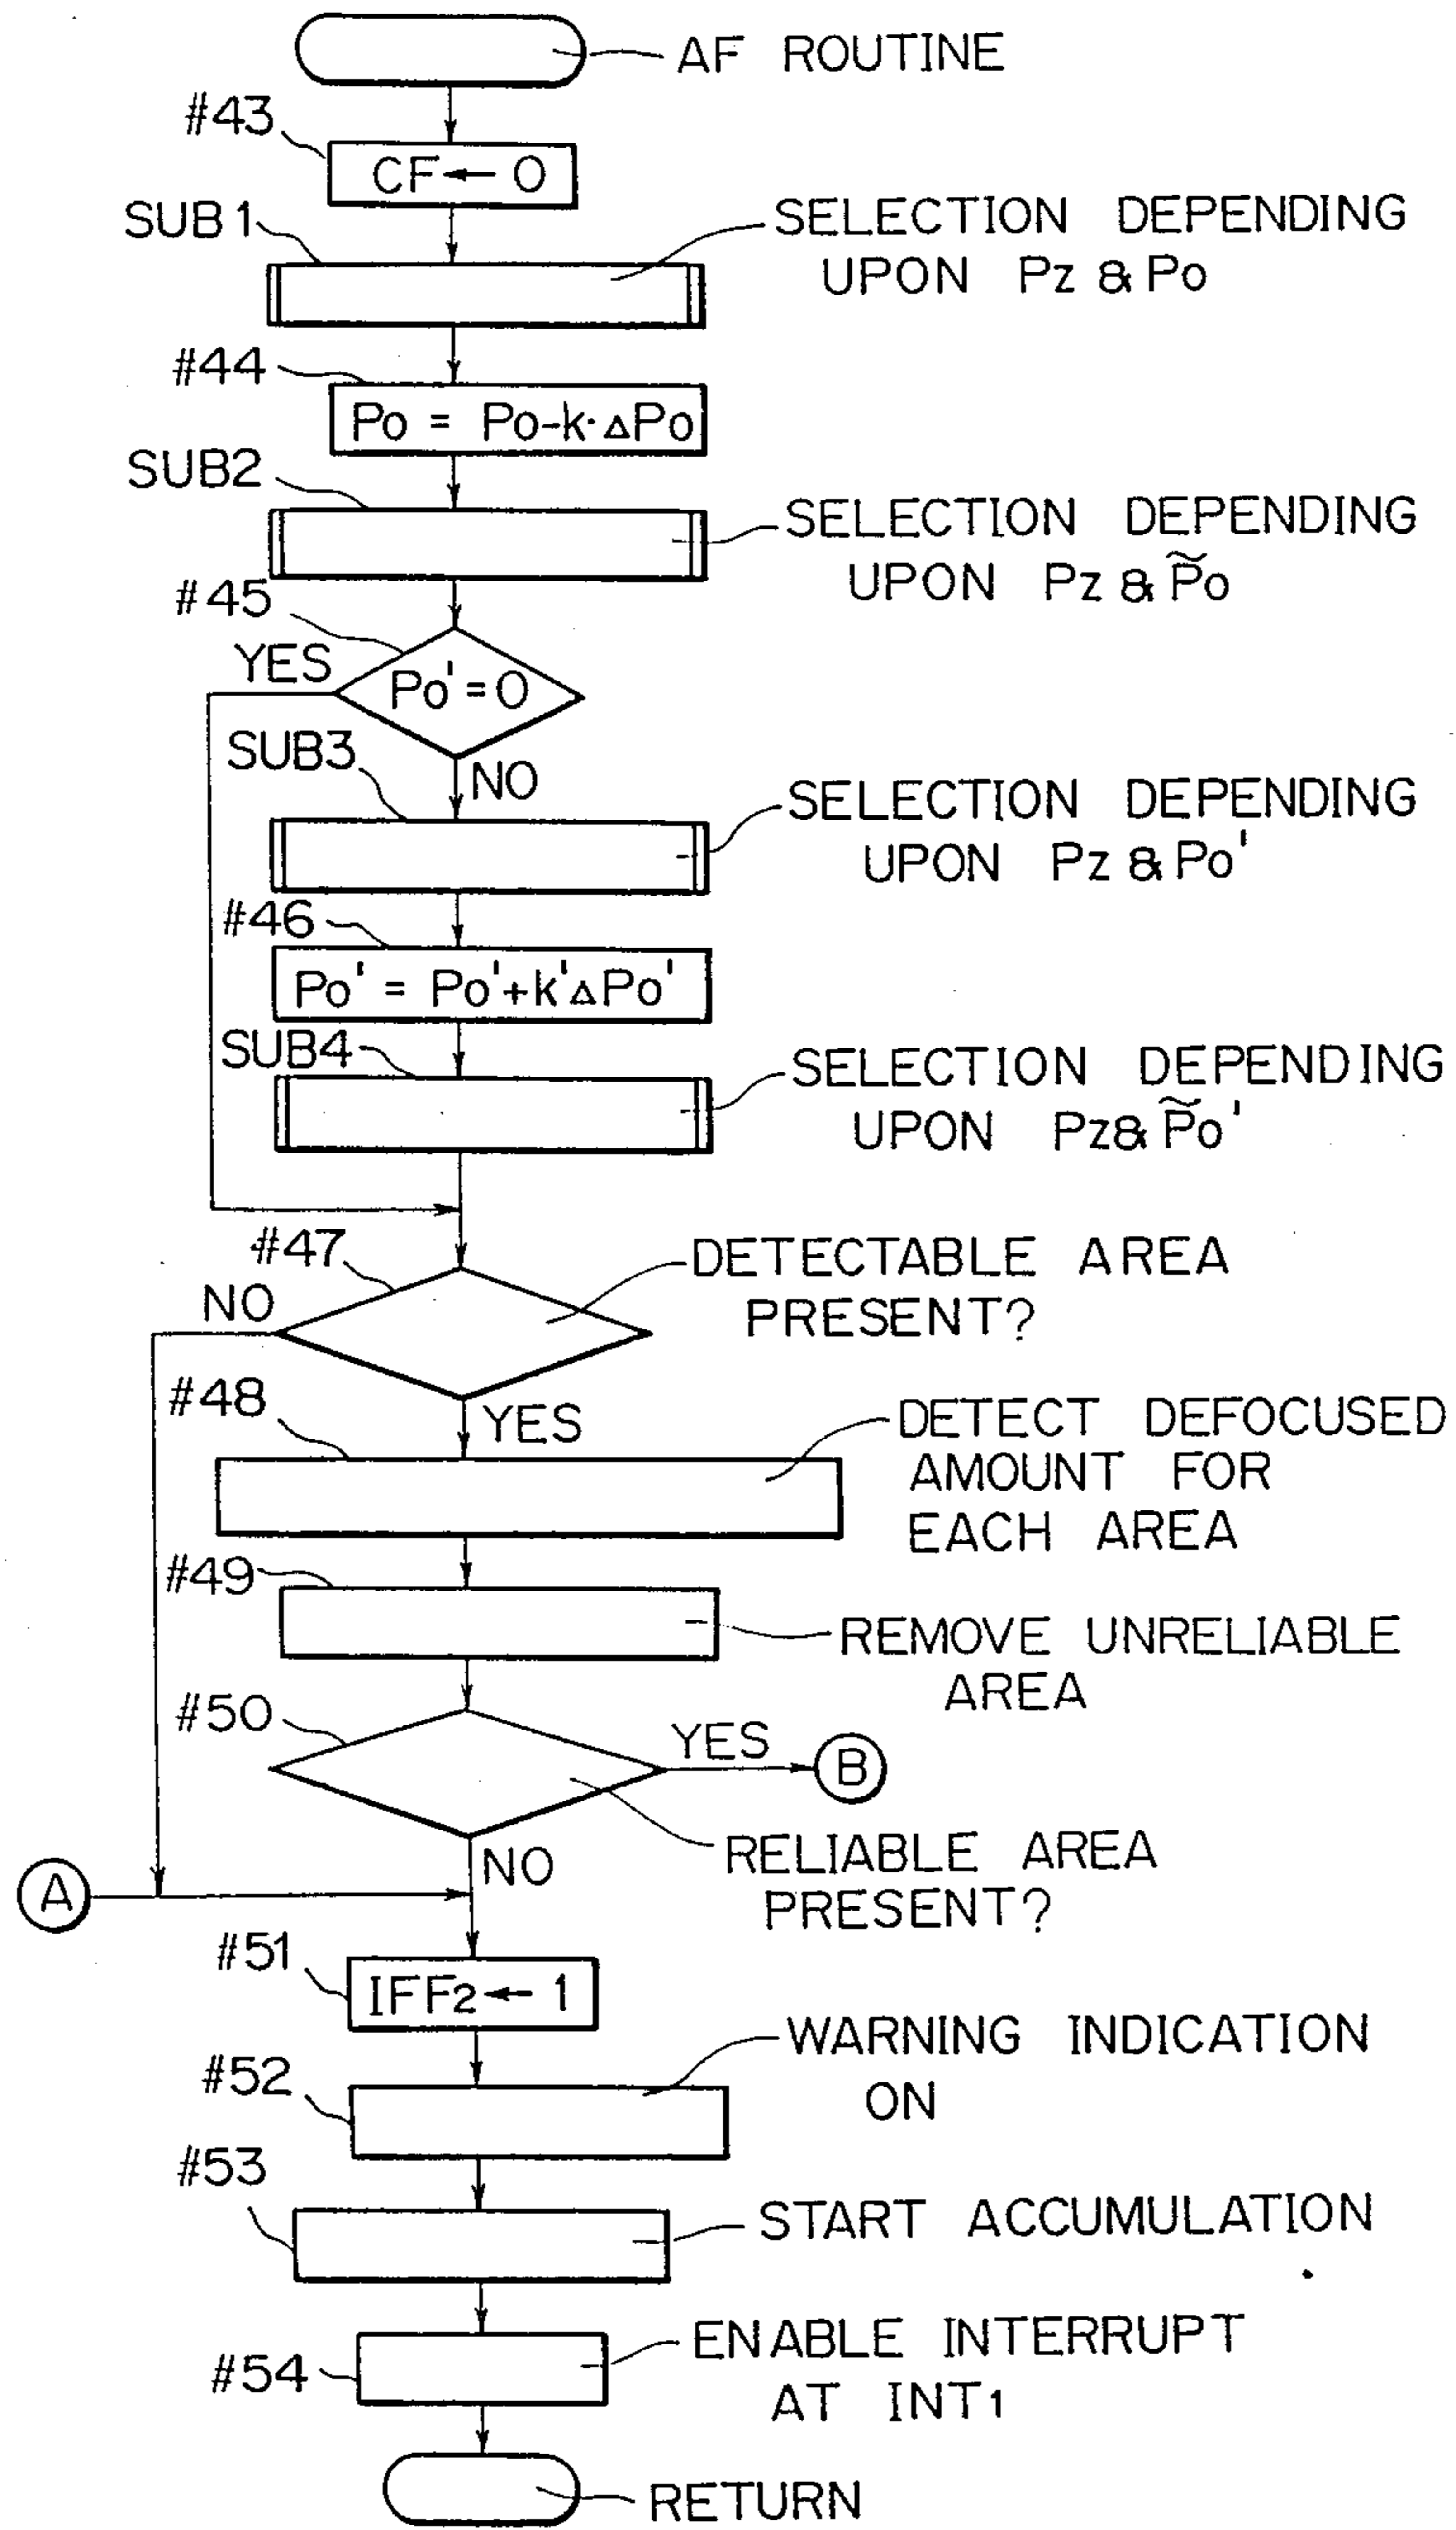 AF ROUTINE
#43
CF ← 0
SUB1
SELECTION DEPENDING
UPON Pz & Po
#44
Po = Po-k·ΔPo
SUB2
SELECTION DEPENDING
UPON Pz & P̃o
#45
YES
Po' = 0
NO
SUB3
SELECTION DEPENDING
UPON Pz & Po'
#46
Po' = Po'+k'ΔPo'
SUB4
SELECTION DEPENDING
UPON Pz & P̃o'
#47
NO
DETECTABLE AREA
PRESENT?
#48
YES
DETECT DEFOCUSED
AMOUNT FOR
EACH AREA
#49
REMOVE UNRELIABLE
AREA
#50
YES
B
RELIABLE AREA
PRESENT?
NO
A
#51
IFF2 ← 1
WARNING INDICATION
ON
#52
#53
START ACCUMULATION
ENABLE INTERRUPT
AT INT1
#54
RETURN